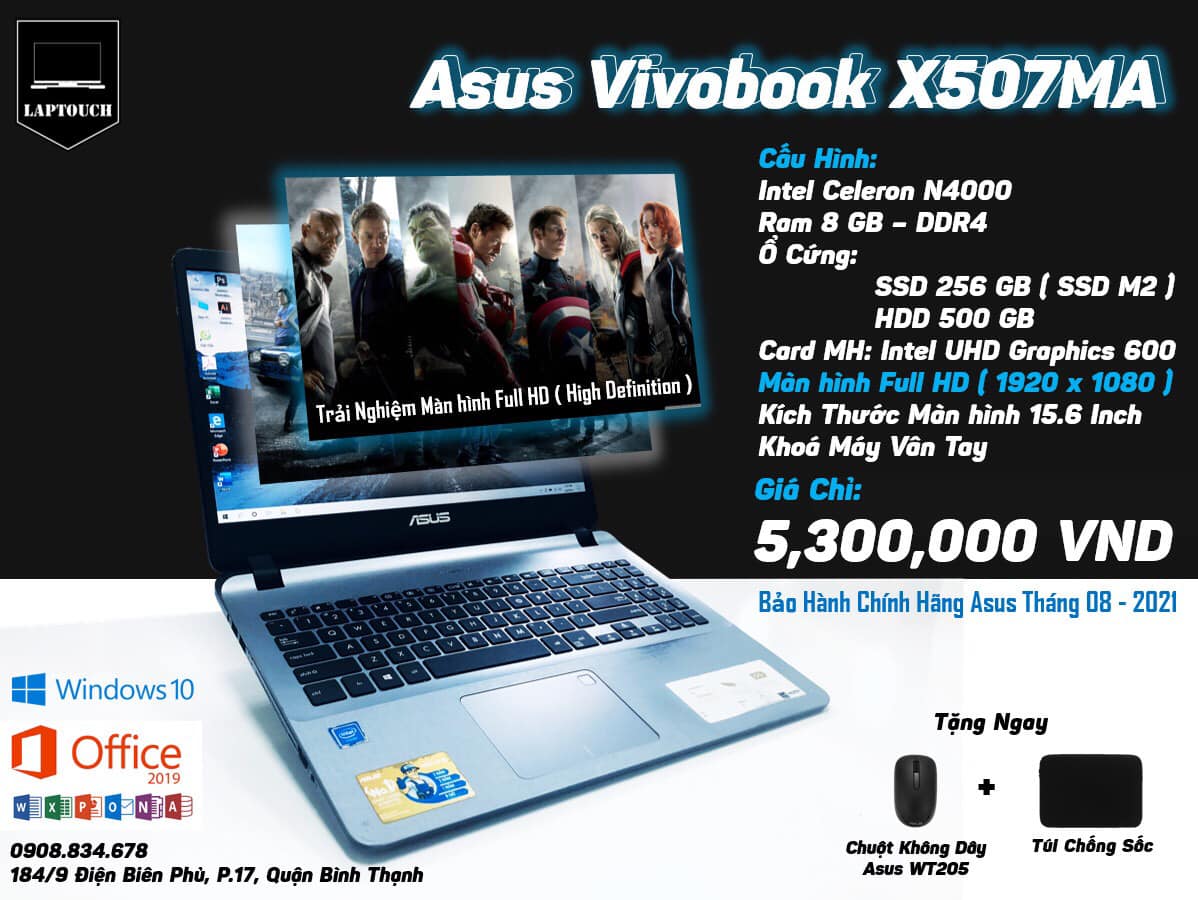 LAPTOUCH
Asus Vivobook X507MA
Cấu Hình:
Intel Celeron N4000
Ram 8 GB – DDR4
Ổ Cứng:
SSD 256 GB ( SSD M2 )
HDD 500 GB
Card MH: Intel UHD Graphics 600
Màn hình Full HD ( 1920 x 1080 )
Kích Thước Màn hình 15.6 Inch
Khoá Máy Vân Tay
Trải Nghiệm Màn hình Full HD ( High Definition )
Giá Chỉ:
5,300,000 VND
Bảo Hành Chính Hãng Asus Tháng 08 - 2021
ASUS
Windows 10
Office
2019
W X P O N A
Tặng Ngay
+
Chuột Không Dây
Asus WT205
Túi Chống Sốc
0908.834.678
184/9 Điện Biên Phủ, P.17, Quận Bình Thạnh